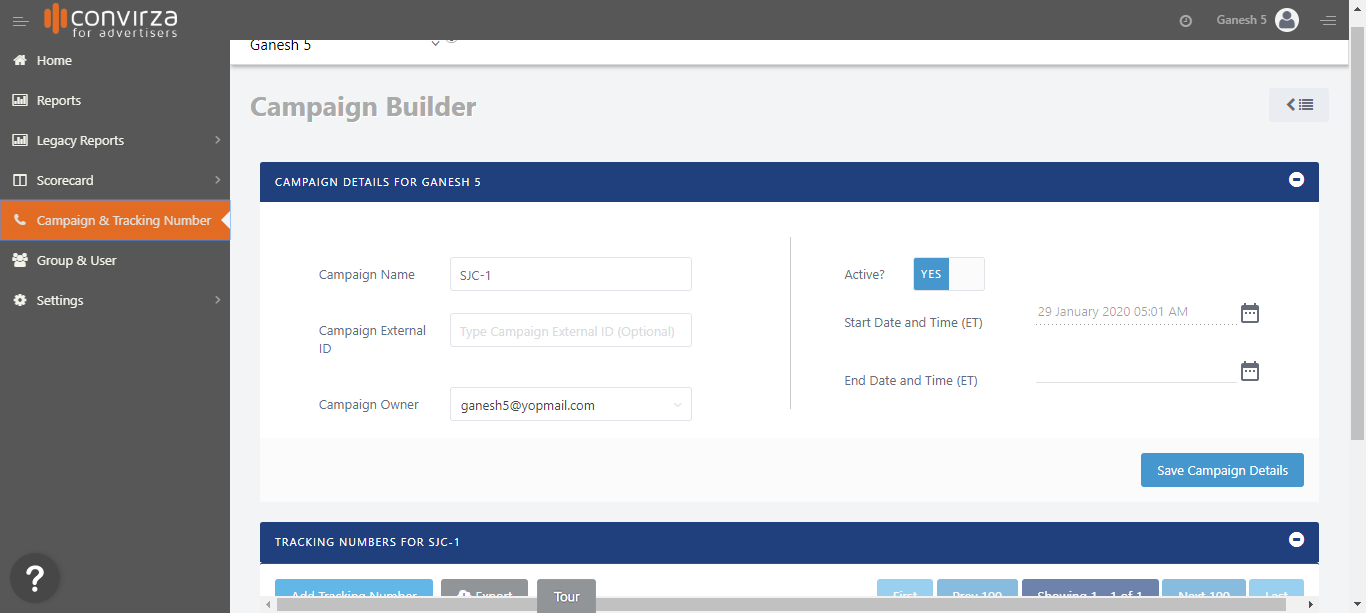 convirza
for advertisers
Ganesh 5
Home
Reports
Legacy Reports
Scorecard
Campaign & Tracking Number
Group & User
Settings
?
Ganesh 5
Campaign Builder
CAMPAIGN DETAILS FOR GANESH 5
Campaign Name
SJC-1
Campaign External
ID
Type Campaign External ID (Optional)
Campaign Owner
ganesh5@yopmail.com
Active?
YES
Start Date and Time (ET)
29 January 2020 05:01 AM
End Date and Time (ET)
Save Campaign Details
TRACKING NUMBERS FOR SJC-1
Add Tracking Number
Export
Tour
First
Prev 100
Showing 1 - 1 of 1
Next 100
Last